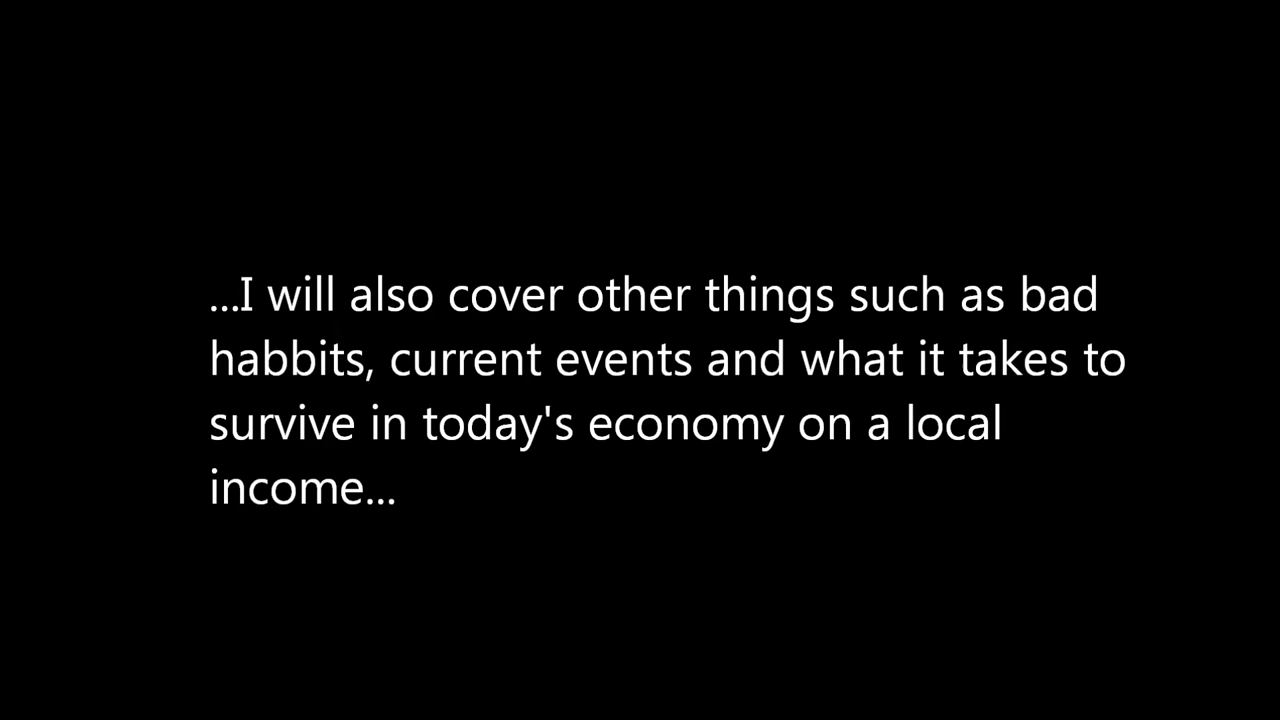 ...I will also cover other things such as bad
habbits, current events and what it takes to
survive in today's economy on a local
income...